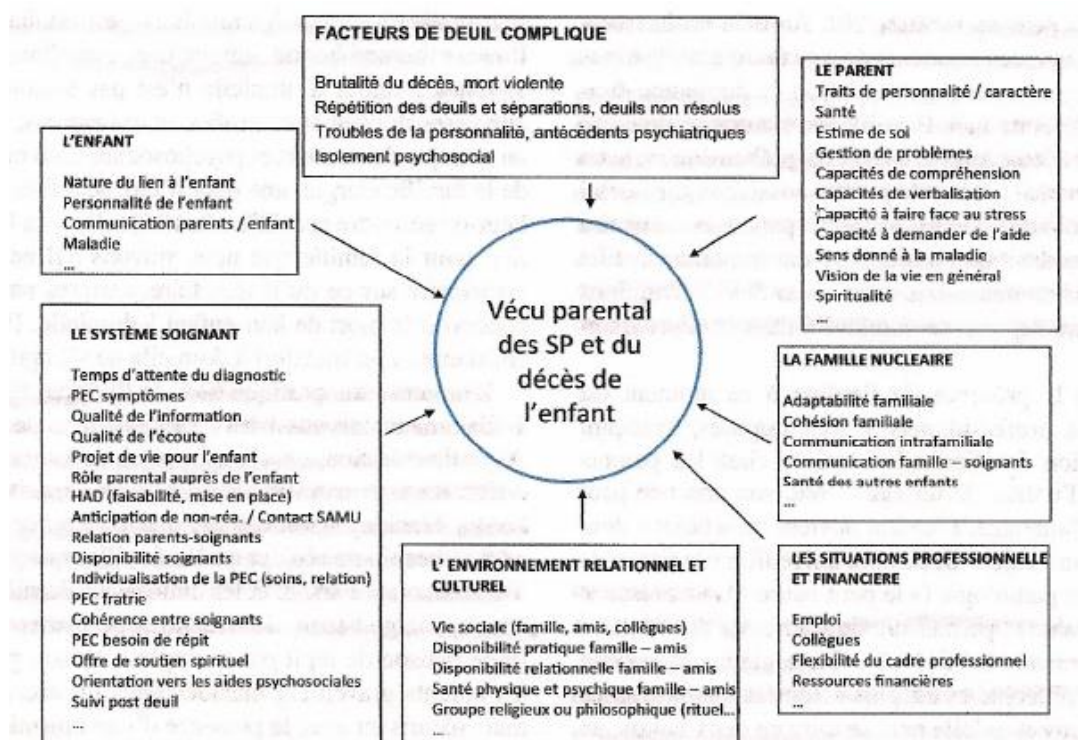 FACTEURS DE DEUIL COMPLIQUE
Brutalité du décès, mort violente
Répétition des deuils et séparations, deuils non résolus
Troubles de la personnalité, antécédents psychiatriques
Isolement psychosocial
L'ENFANT
Nature du lien à l'enfant
Personnalité de l'enfant
Communication parents / enfant
Maladie
...
LE PARENT
Traits de personnalité / caractère
Santé
Estime de soi
Gestion de problèmes
Capacités de compréhension
Capacités de verbalisation
Capacité à faire face au stress
Capacité à demander de l'aide
Sens donné à la maladie
Vision de la vie en général
Spiritualité
...
Vécu parental
des SP et du
décès de
l'enfant
LE SYSTÈME SOIGNANT
Temps d'attente du diagnostic
PEC symptômes
Qualité de l'information
Qualité de l'écoute
Projet de vie pour l'enfant
Rôle parental auprès de l'enfant
HAD (faisabilité, mise en place)
Anticipation de non-réa. / Contact SAMU
Relation parents-soignants
Disponibilité soignants
Individualisation de la PEC (soins, relation)
PEC fratrie
Cohérence entre soignants
PEC besoin de répit
Offre de soutien spirituel
Orientation vers les aides psychosociales
Suivi post deuil
LA FAMILLE NUCLEAIRE
Adaptabilité familiale
Cohésion familiale
Communication intrafamiliale
Communication famille – soignants
Santé des autres enfants
...
L' ENVIRONNEMENT RELATIONNEL ET
CULTUREL
Vie sociale (famille, amis, collègues)
Disponibilité pratique famille – amis
Disponibilité relationnelle famille – amis
Santé physique et psychique famille – amis
Groupe religieux ou philosophique (rituel...
...
LES SITUATIONS PROFESSIONNELLE
ET FINANCIERE
Emploi
Collègues
Flexibilité du cadre professionnel
Ressources financières
...